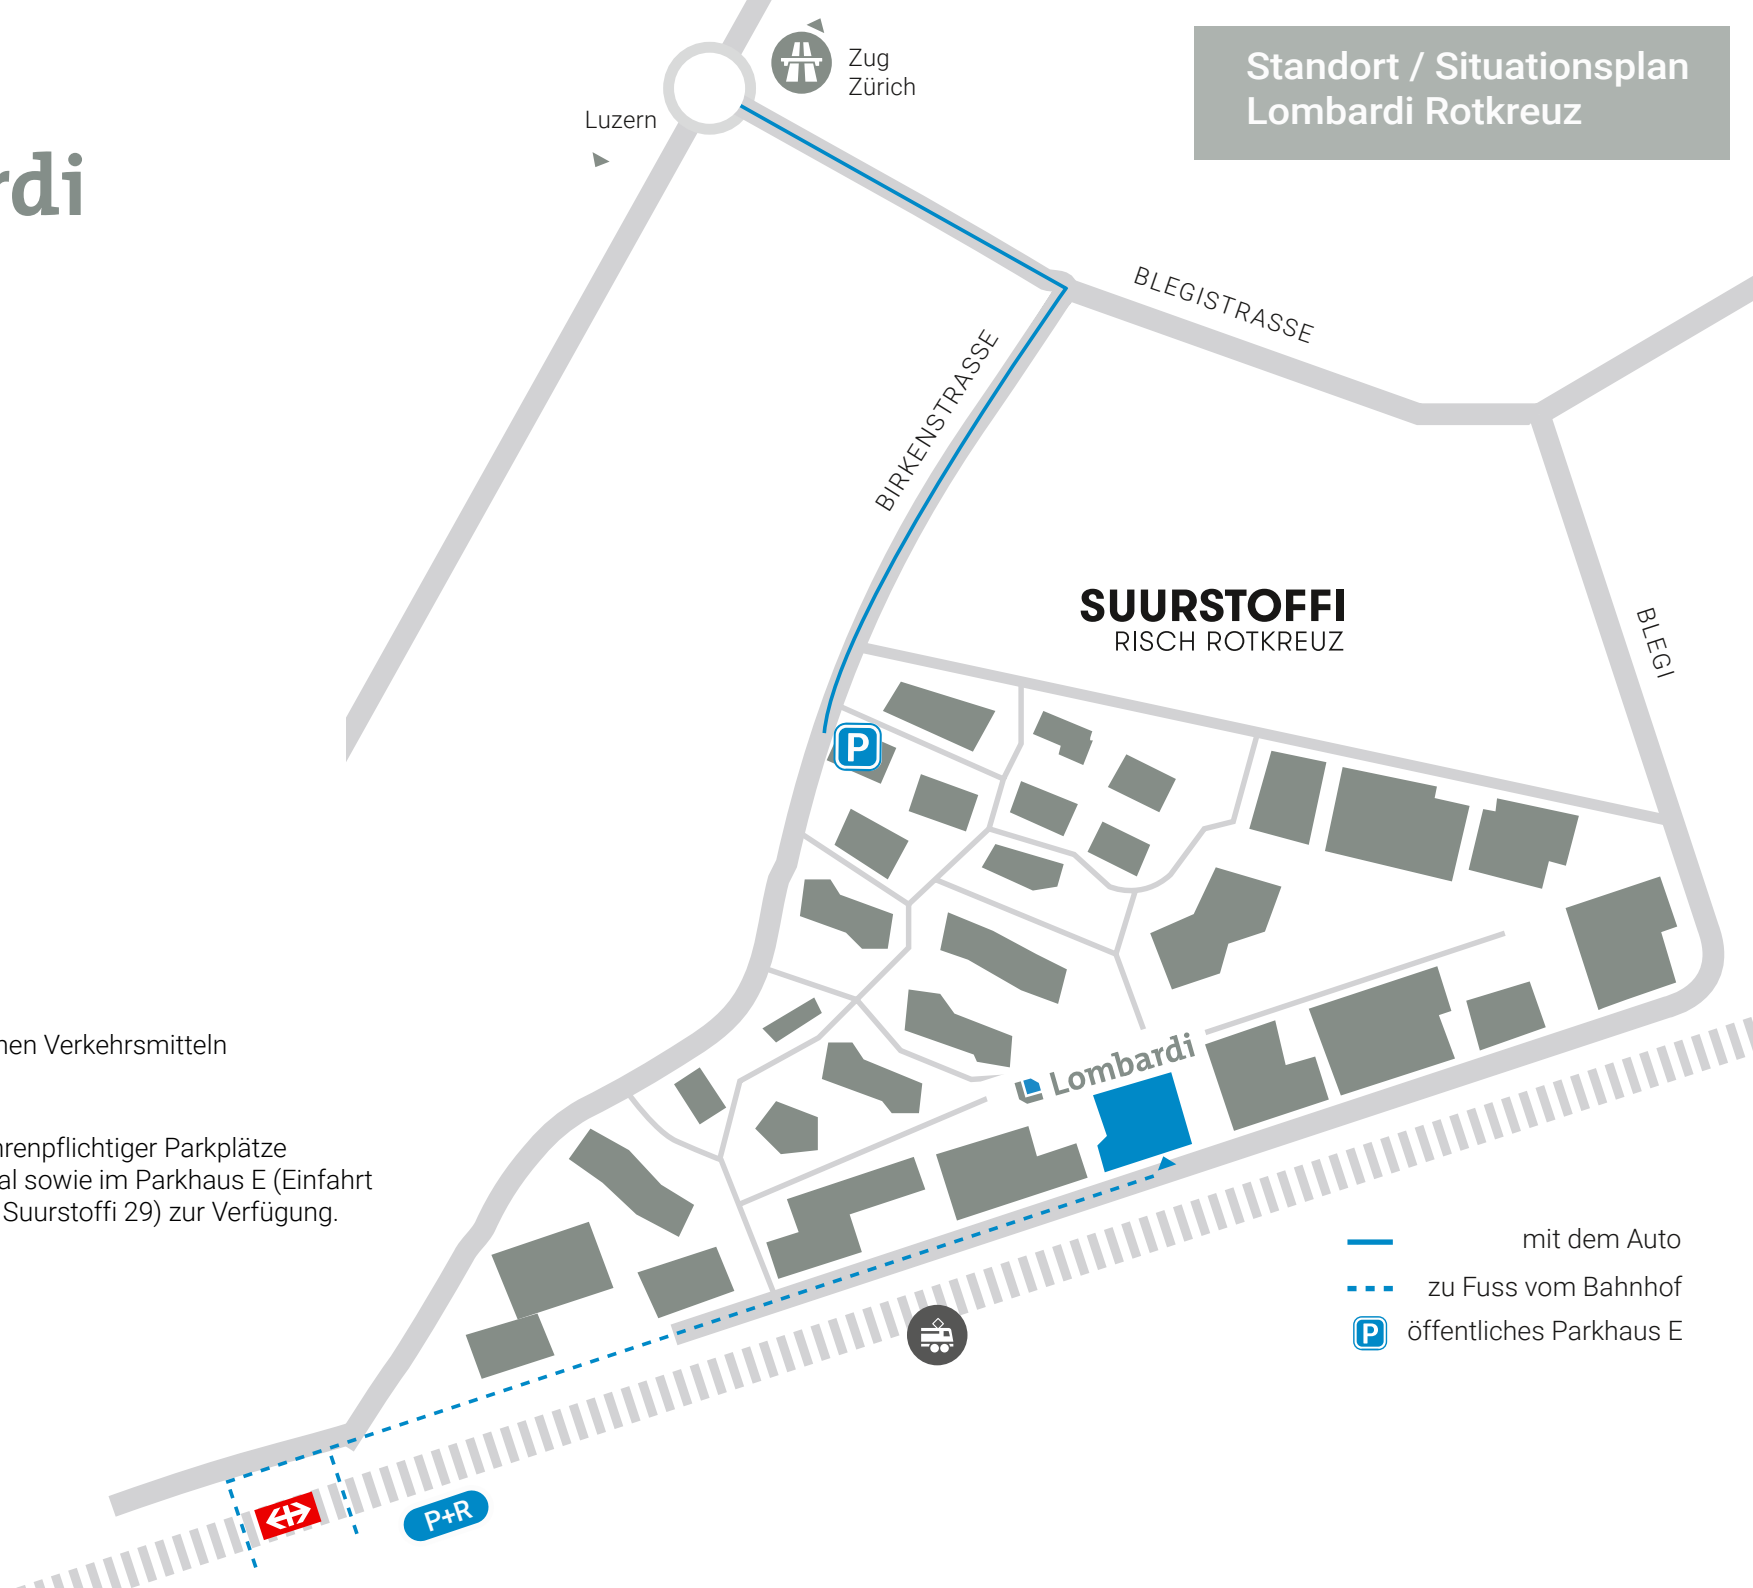 Zug
Zürich
Standort / Situationsplan
Lombardi Rotkreuz
Luzern
rdi
BLEGISTRASSE
BIRKENSTRASSE
SUURSTOFFI
RISCH ROTKREUZ
BLEGI
P
nen Verkehrsmitteln
Lombardi
hrenpflichtiger Parkplätze
al sowie im Parkhaus E (Einfahrt
Suurstoffi 29) zur Verfügung.
mit dem Auto
zu Fuss vom Bahnhof
P öffentliches Parkhaus E
P+R